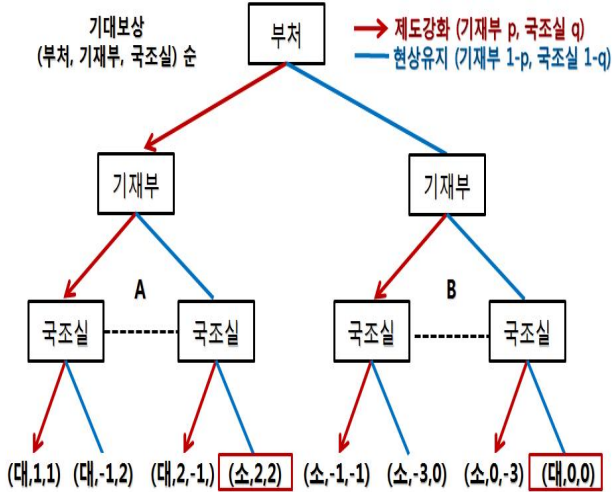 기대보상
(부처, 기재부, 국조실) 순
부처
제도강화 (기재부 p, 국조실 q)
현상유지 (기재부 1-p, 국조실 1-q)
기재부
기재부
A
B
국조실
국조실
국조실
국조실
(대,1,1) (대,-1,2) (대,2,-1,) (소,2,2) (소,-1,-1) (소,-3,0) (소,0,-3) (대,0,0)